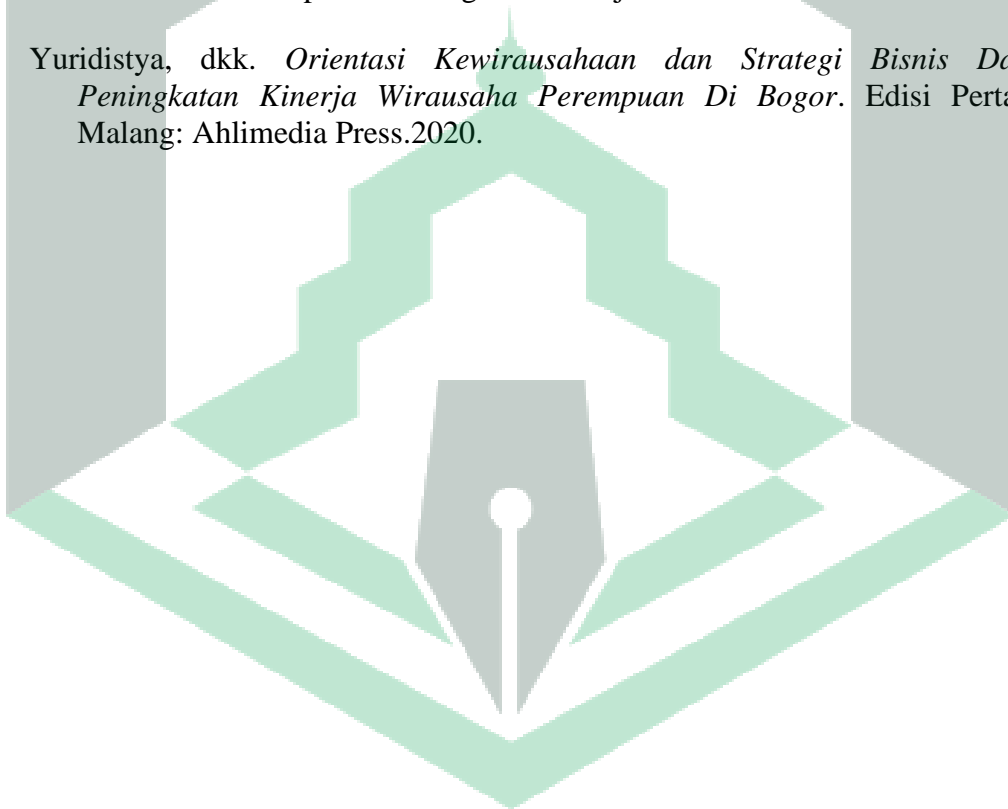 Yuridistya, dkk. Orientasi Kewirausahaan dan Strategi Bisnis Da
Peningkatan Kinerja Wirausaha Perempuan Di Bogor. Edisi Perta
Malang: Ahlimedia Press.2020.